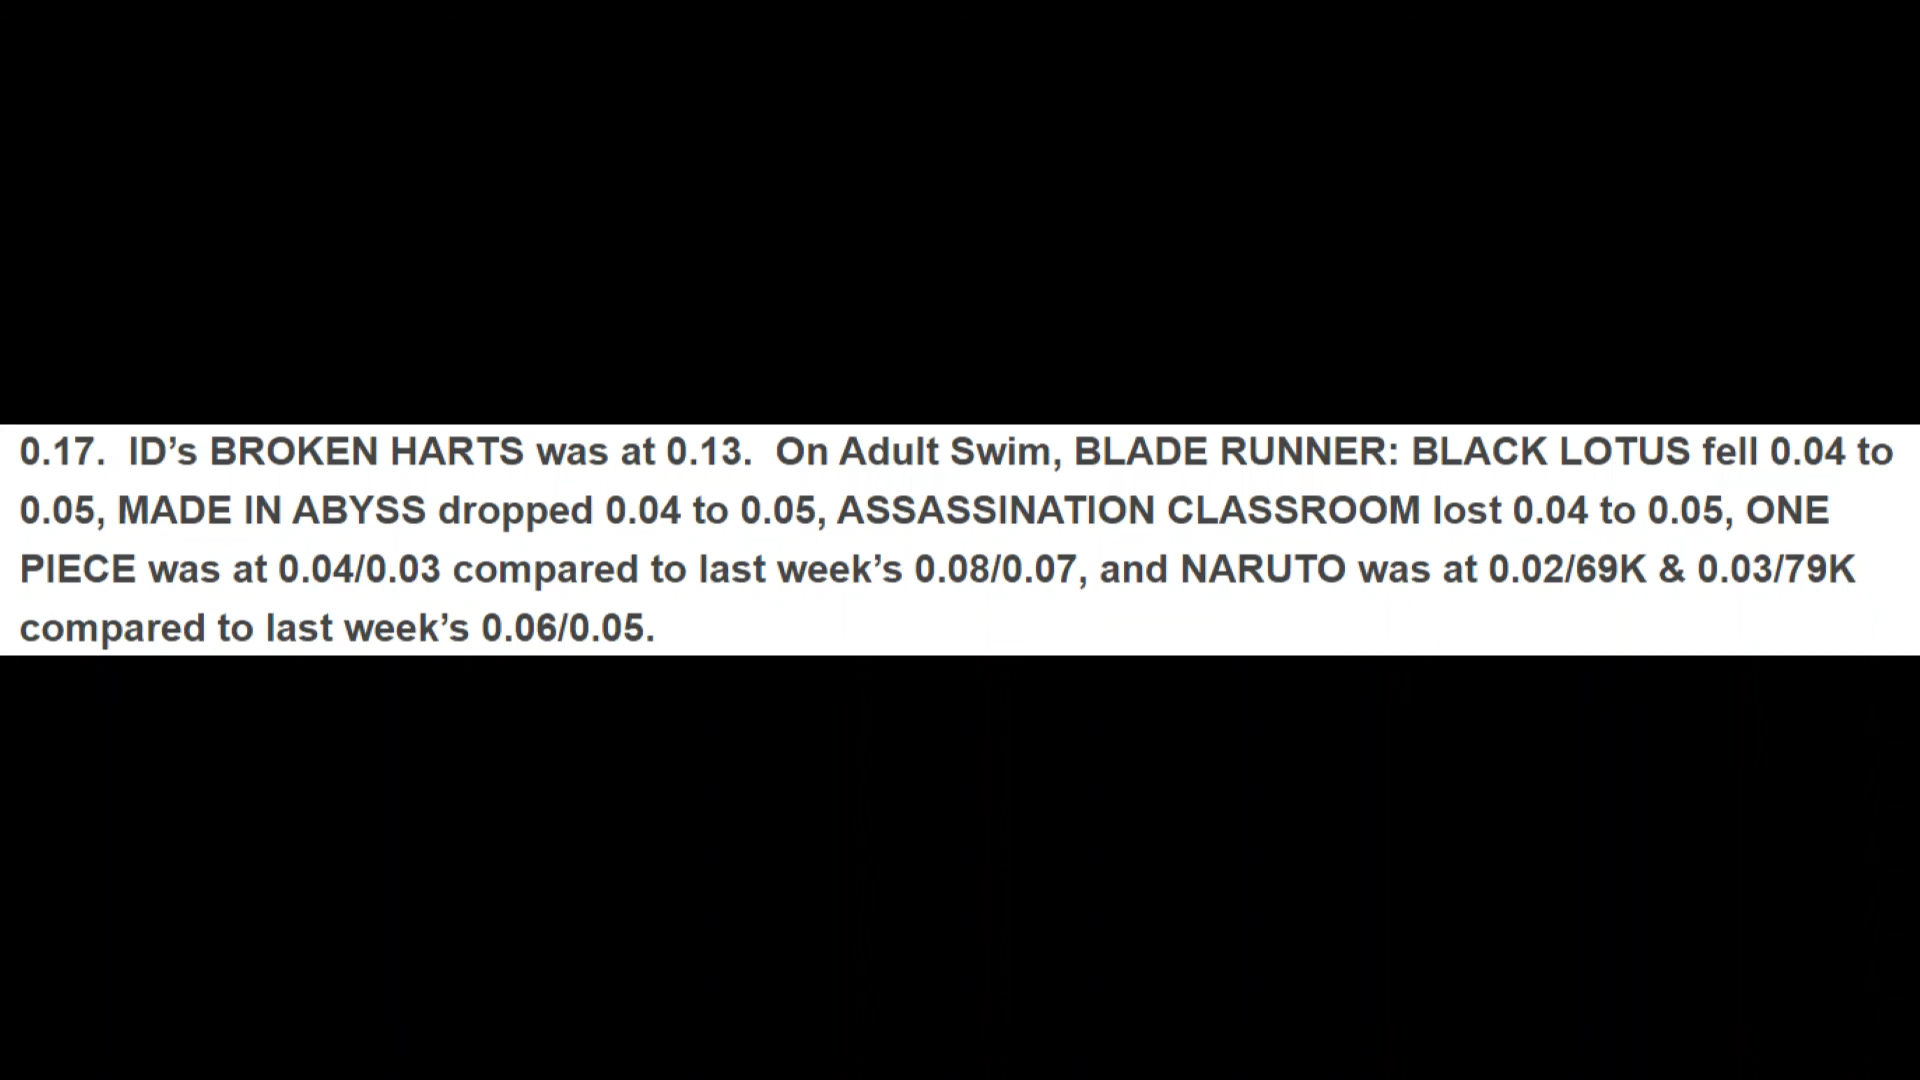 0.17.  ID’s BROKEN HARTS was at 0.13.  On Adult Swim, BLADE RUNNER: BLACK LOTUS fell 0.04 to
0.05, MADE IN ABYSS dropped 0.04 to 0.05, ASSASSINATION CLASSROOM lost 0.04 to 0.05, ONE
PIECE was at 0.04/0.03 compared to last week’s 0.08/0.07, and NARUTO was at 0.02/69K & 0.03/79K
compared to last week’s 0.06/0.05.